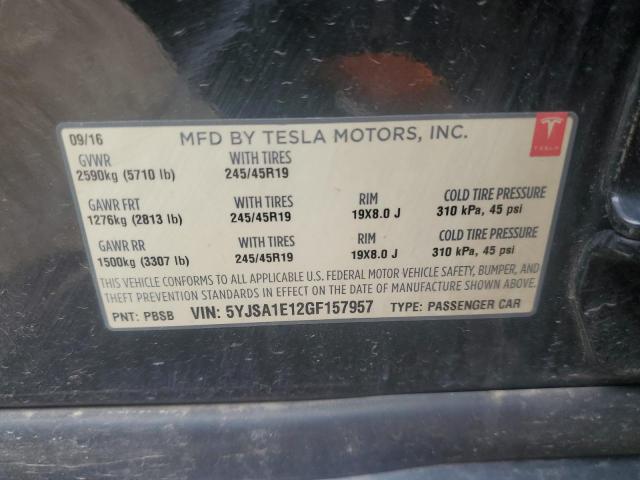 09/16 MFD BY TESLA MOTORS, INC.
TESLA
GVWR WITH TIRES
2590kg (5710 lb) 245/45R19
GAWR FRT WITH TIRES RIM COLD TIRE PRESSURE
1276kg (2813 lb) 245/45R19 19X8.0 J 310 kPa, 45 psi
GAWR RR WITH TIRES RIM COLD TIRE PRESSURE
1500kg (3307 lb) 245/45R19 19X8.0 J 310 kPa, 45 psi
THIS VEHICLE CONFORMS TO ALL APPLICABLE U.S. FEDERAL MOTOR VEHICLE SAFETY, BUMPER, AND
THEFT PREVENTION STANDARDS IN EFFECT ON THE DATE OF MANUFACTURE SHOWN ABOVE.
PNT: PBSB VIN: 5YJSA1E12GF157957 TYPE: PASSENGER CAR